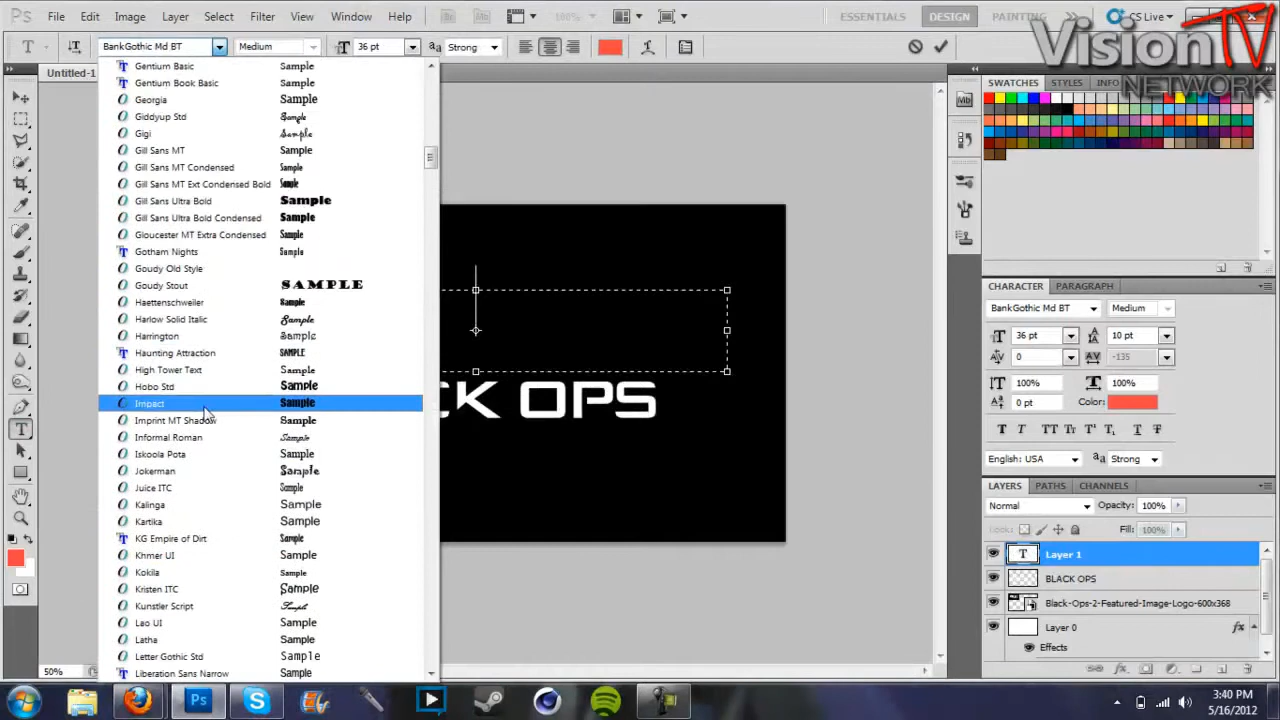 File Edit Image Layer Select Filter View Window Help 100% ESSENTIALS DESIGN PAINTING CS Live
VisionTV
NETWORK
BankGothic Md BT Medium 36 pt Strong
Untitled-1
Gentium Basic Sample
Gentium Book Basic Sample
Georgia Sample
Giddyup Std Sample
Gigi Sample
Gill Sans MT Sample
Gill Sans MT Condensed Sample
Gill Sans MT Ext Condensed Bold Sample
Gill Sans Ultra Bold Sample
Gill Sans Ultra Bold Condensed Sample
Gloucester MT Extra Condensed Sample
Gotham Nights Sample
Goudy Old Style
Goudy Stout SAMPLE
Haettenschweiler Sample
Harlow Solid Italic Sample
Harrington Sample
Haunting Attraction SAMPLE
High Tower Text Sample
Hobo Std Sample
Impact Sample
Imprint MT Shadow Sample
Informal Roman Sample
Iskoola Pota Sample
Jokerman Sample
Juice ITC Sample
Kalinga Sample
Kartika Sample
KG Empire of Dirt Sample
Khmer UI Sample
Kokila Sample
Kristen ITC Sample
Kunstler Script Sample
Lao UI Sample
Latha Sample
Letter Gothic Std Sample
Liberation Sans Narrow Sample
CK OPS
50%
SWATCHES STYLES INFO
CHARACTER PARAGRAPH
BankGothic Md BT Medium
36 pt 10 pt
0 -135
100% 100%
0 pt Color:
English: USA Strong
LAYERS PATHS CHANNELS
Normal Opacity: 100%
Lock: Fill: 100%
Layer 1
BLACK OPS
Black-Ops-2-Featured-Image-Logo-600x368
Layer 0 fx
Effects
3:40 PM
5/16/2012